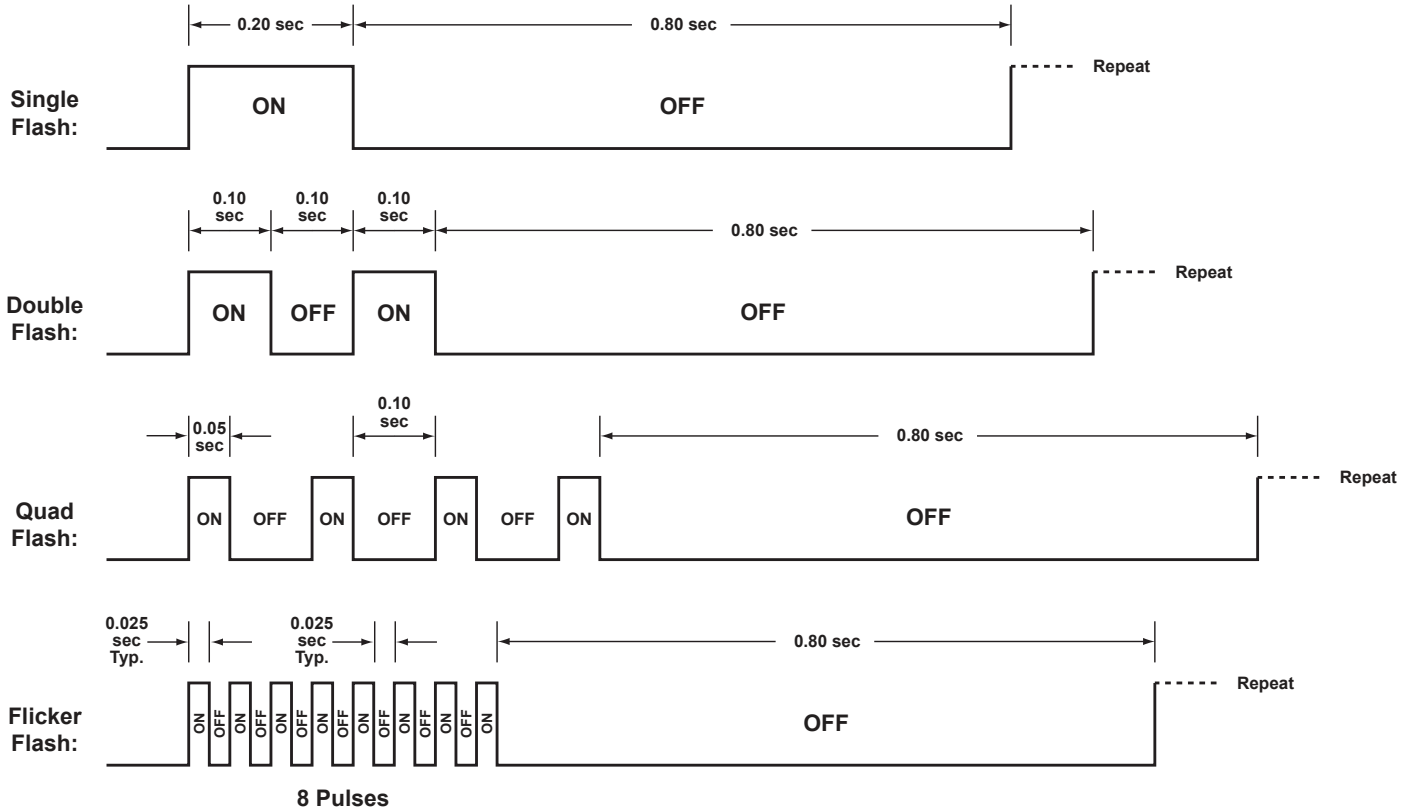 0.20 sec
0.80 sec
Repeat
Single
Flash:
ON
OFF
0.10
sec
0.10
sec
0.10
sec
0.80 sec
Repeat
Double
Flash:
ON
OFF
ON
OFF
0.05
sec
0.10
sec
0.80 sec
Repeat
Quad
Flash:
ON
OFF
ON
OFF
ON
OFF
ON
OFF
0.025
sec
Typ.
0.025
sec
Typ.
0.80 sec
Repeat
Flicker
Flash:
ON
OFF
ON
OFF
ON
OFF
ON
OFF
ON
OFF
ON
OFF
ON
OFF
ON
OFF
8 Pulses